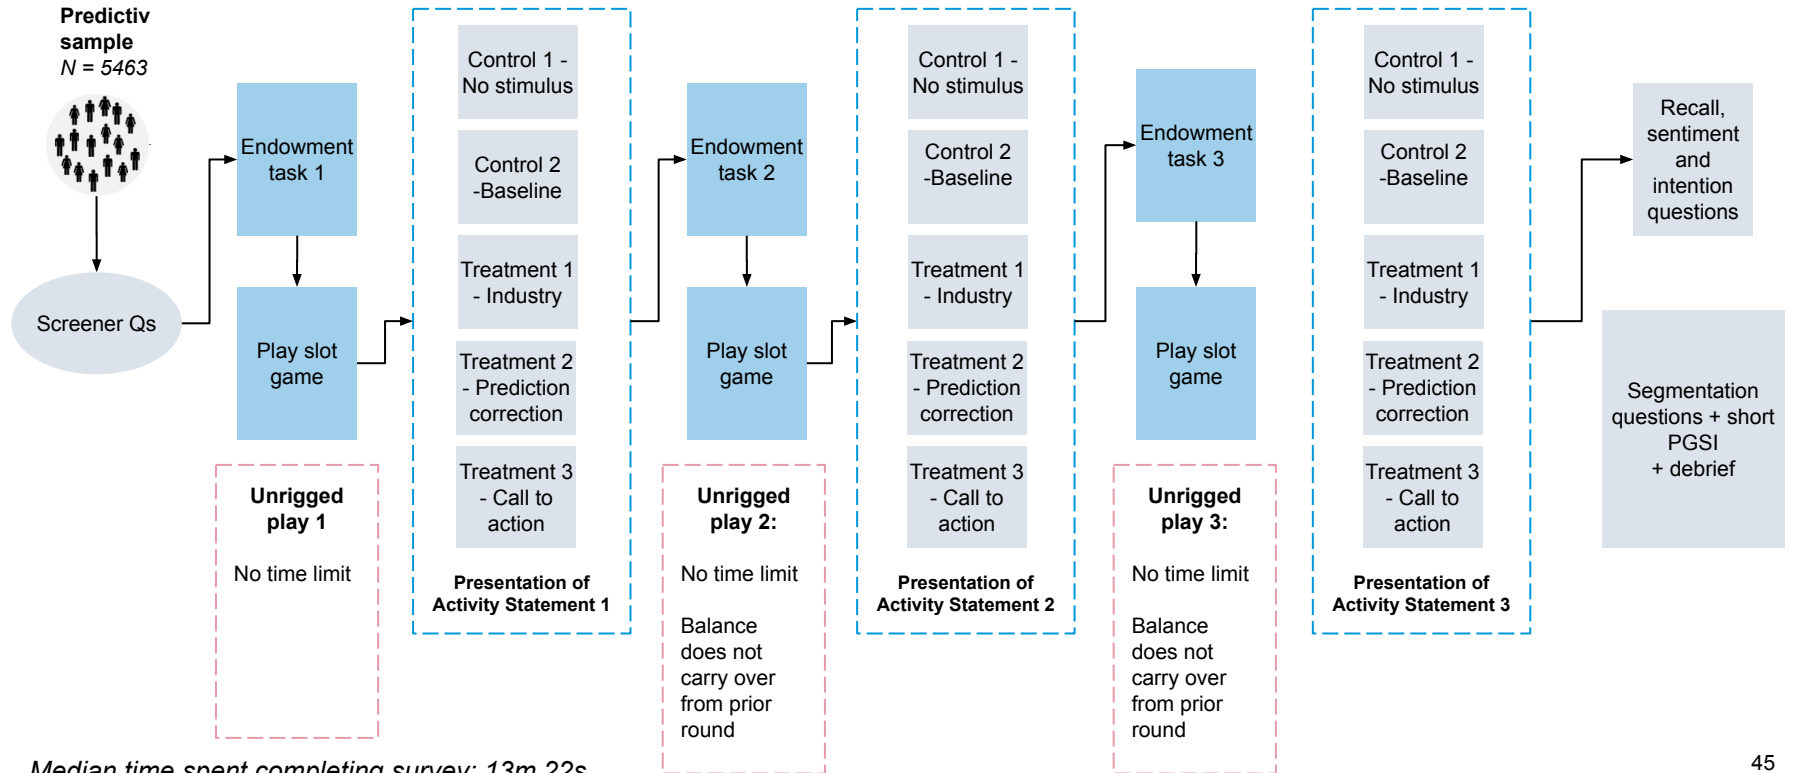 Predictiv
sample
N = 5463
Screener Qs
Endowment
task 1
Play slot
game
Unrigged
play 1
No time limit
Control 1 -
No stimulus
Control 2
-Baseline
Treatment 1
- Industry
Treatment 2
- Prediction
correction
Treatment 3
- Call to
action
Presentation of
Activity Statement 1
Endowment
task 2
Play slot
game
Unrigged
play 2:
No time limit
Balance
does not
carry over
from prior
round
Control 1 -
No stimulus
Control 2
-Baseline
Treatment 1
- Industry
Treatment 2
- Prediction
correction
Treatment 3
- Call to
action
Presentation of
Activity Statement 2
Endowment
task 3
Play slot
game
Unrigged
play 3:
No time limit
Balance
does not
carry over
from prior
round
Control 1 -
No stimulus
Control 2
-Baseline
Treatment 1
- Industry
Treatment 2
- Prediction
correction
Treatment 3
- Call to
action
Presentation of
Activity Statement 3
Recall,
sentiment
and
intention
questions
Segmentation
questions + short
PGSI
+ debrief
Median time spent completing survey: 13m 22s
45